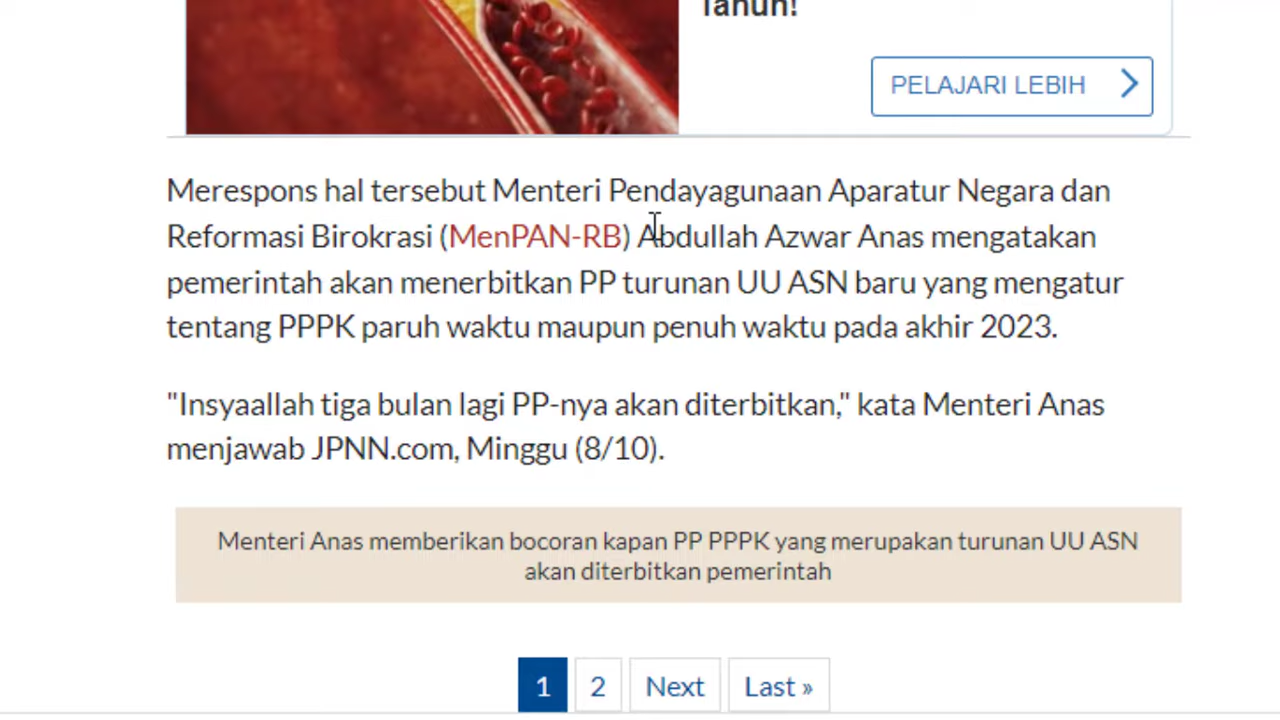 Tahun!
PELAJARI LEBIH
Merespons hal tersebut Menteri Pendayagunaan Aparatur Negara dan
Reformasi Birokrasi (MenPAN-RB) Abdullah Azwar Anas mengatakan
pemerintah akan menerbitkan PP turunan UU ASN baru yang mengatur
tentang PPPK paruh waktu maupun penuh waktu pada akhir 2023.
"Insyaallah tiga bulan lagi PP-nya akan diterbitkan," kata Menteri Anas
menjawab JPNN.com, Minggu (8/10).
Menteri Anas memberikan bocoran kapan PP PPPK yang merupakan turunan UU ASN
akan diterbitkan pemerintah
1 2 Next Last »